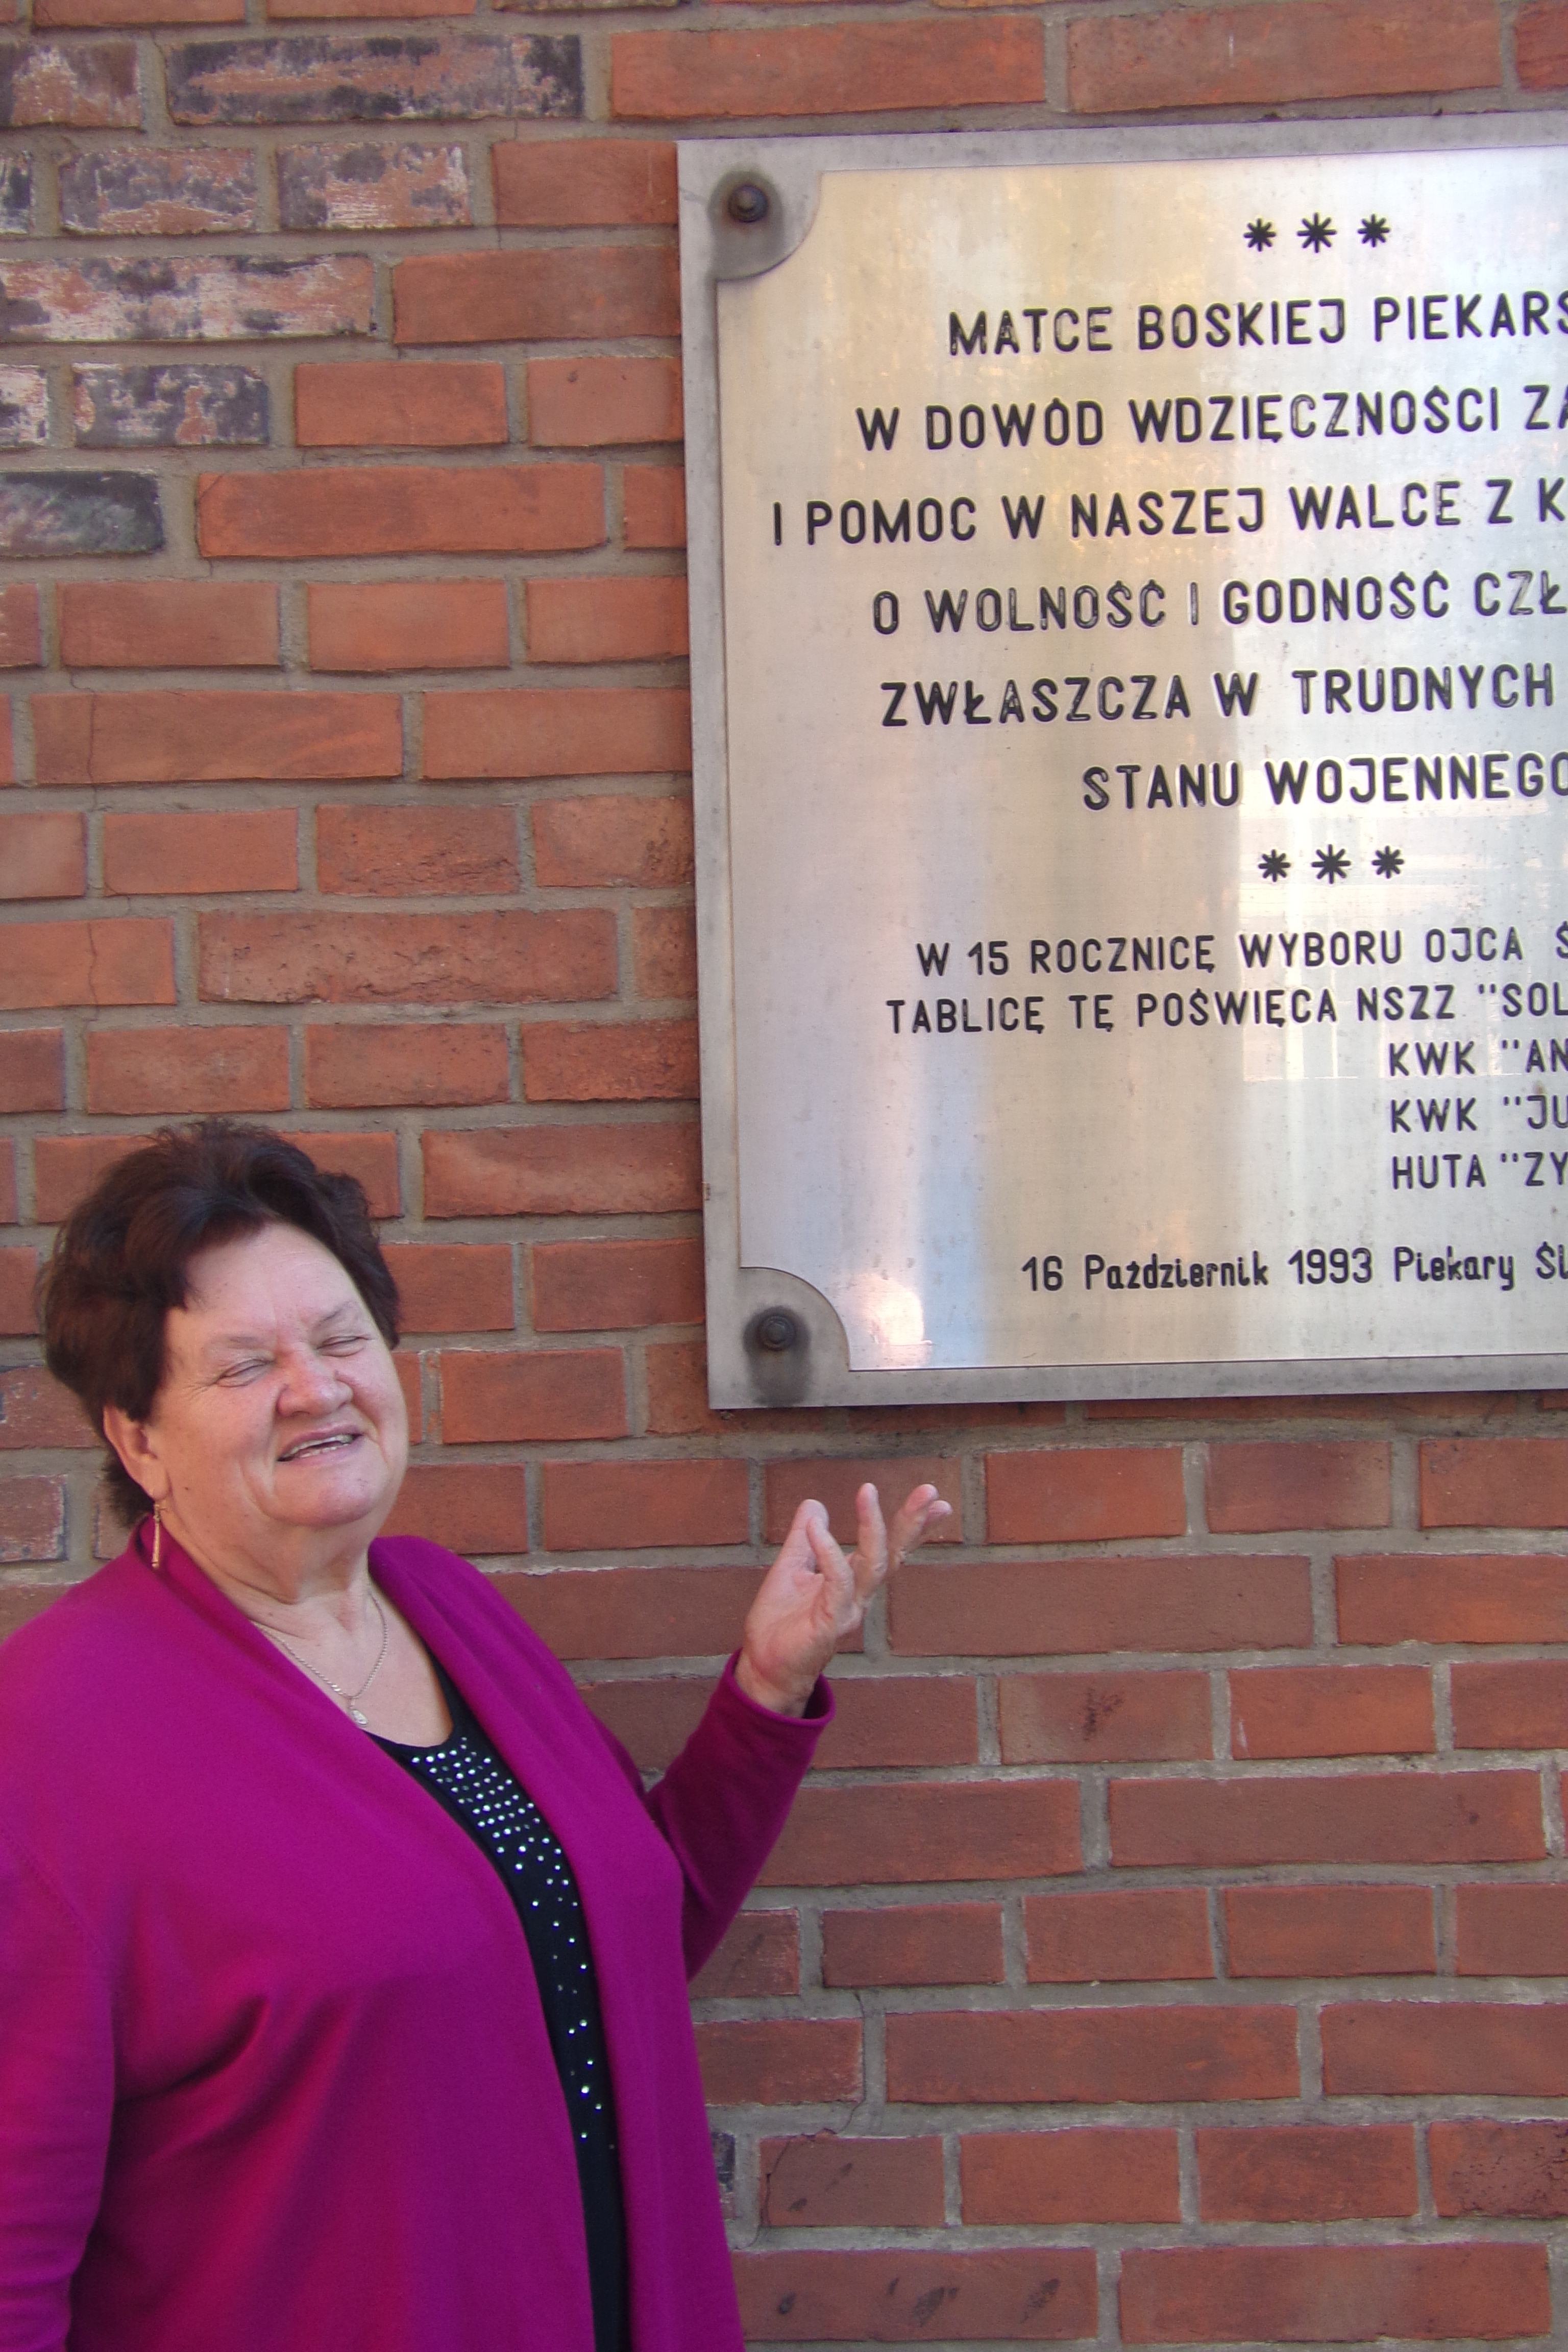 * * *
MATCE BOSKIEJ PIEKARS
W DOWÓD WDZIĘCZNOŚCI ZA
I POMOC W NASZEJ WALCE Z K
O WOLNOŚĆ I GODNOŚĆ CZŁ
ZWŁASZCZA W TRUDNYCH
STANU WOJENNEGO
* * *
W 15 ROCZNICĘ WYBORU OJCA Ś
TABLICĘ TĘ POŚWIĘCA NSZZ "SOL
KWK "AN
KWK "JU
HUTA "ZY
16 Październik 1993 Piekary Śl